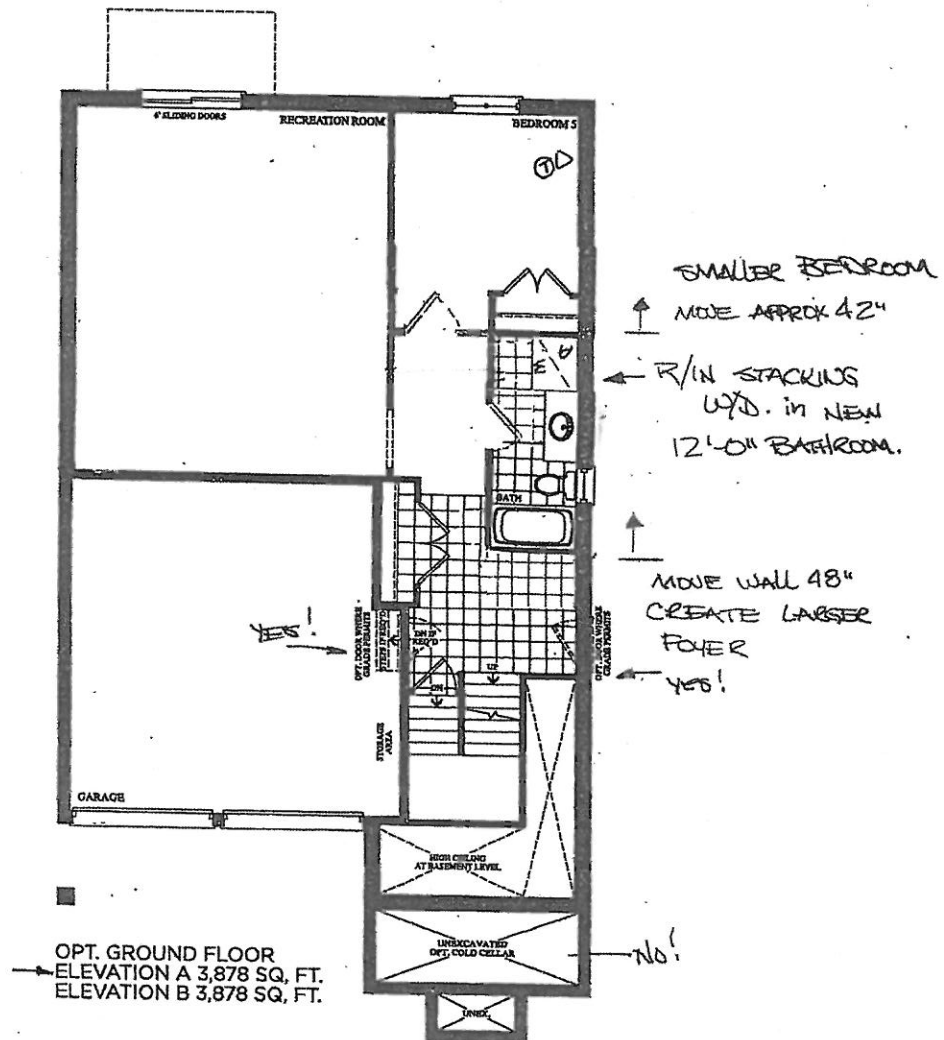 6' SLIDING DOORS
RECREATION ROOM
BEDROOM 5
T
SMALLER BEDROOM
MOVE APPROX 42"
W
R/IN STACKING
W/D. in NEW
12'-0" BATHROOM.
BATH
MOVE WALL 48"
CREATE LARGER
FOYER
YES!
YES!
OPT. DOOR WHERE
GRADE PERMITS
STEPS IF REQ'D
DN IF
REQ'D
OPT. DOOR WHERE
GRADE PERMITS
UP
DN
STORAGE
AREA
GARAGE
HIGH CEILING
AT BASEMENT LEVEL
UNEXCAVATED
OPT. COLD CELLAR
NO!
UNEX.
OPT. GROUND FLOOR
ELEVATION A 3,878 SQ, FT.
ELEVATION B 3,878 SQ, FT.